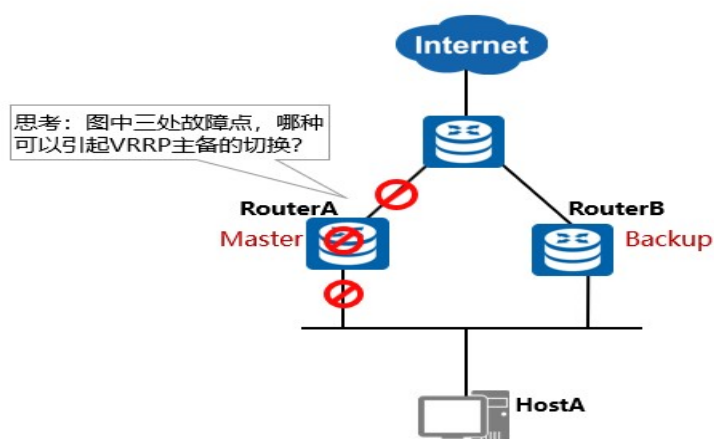 Internet
思考：图中三处故障点，哪种
可以引起VRRP主备的切换？
RouterA
Master
RouterB
Backup
HostA